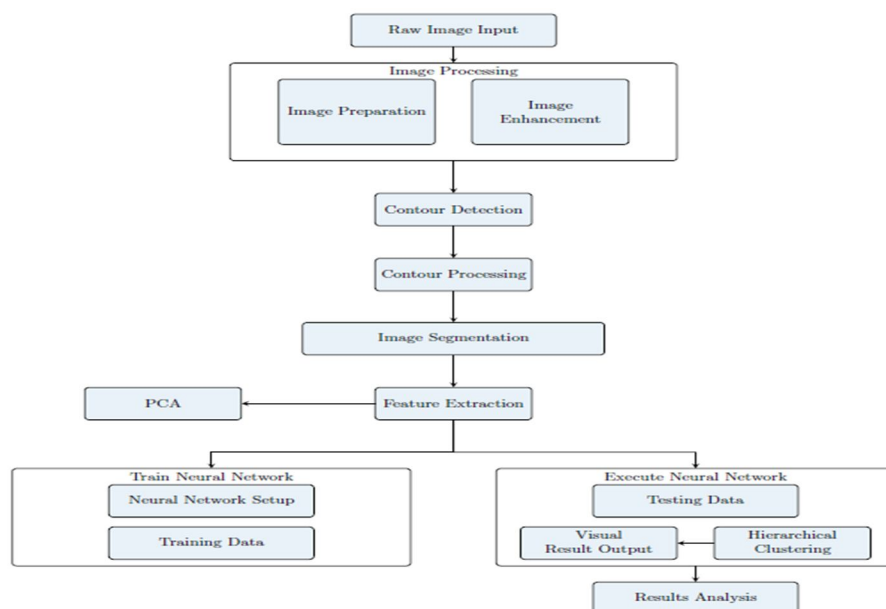 Raw Image Input
Image Processing
Image Preparation
Image
Enhancement
Contour Detection
Contour Processing
Image Segmentation
PCA
Feature Extraction
Train Neural Network
Neural Network Setup
Training Data
Execute Neural Network
Testing Data
Visual
Result Output
Hierarchical
Clustering
Results Analysis